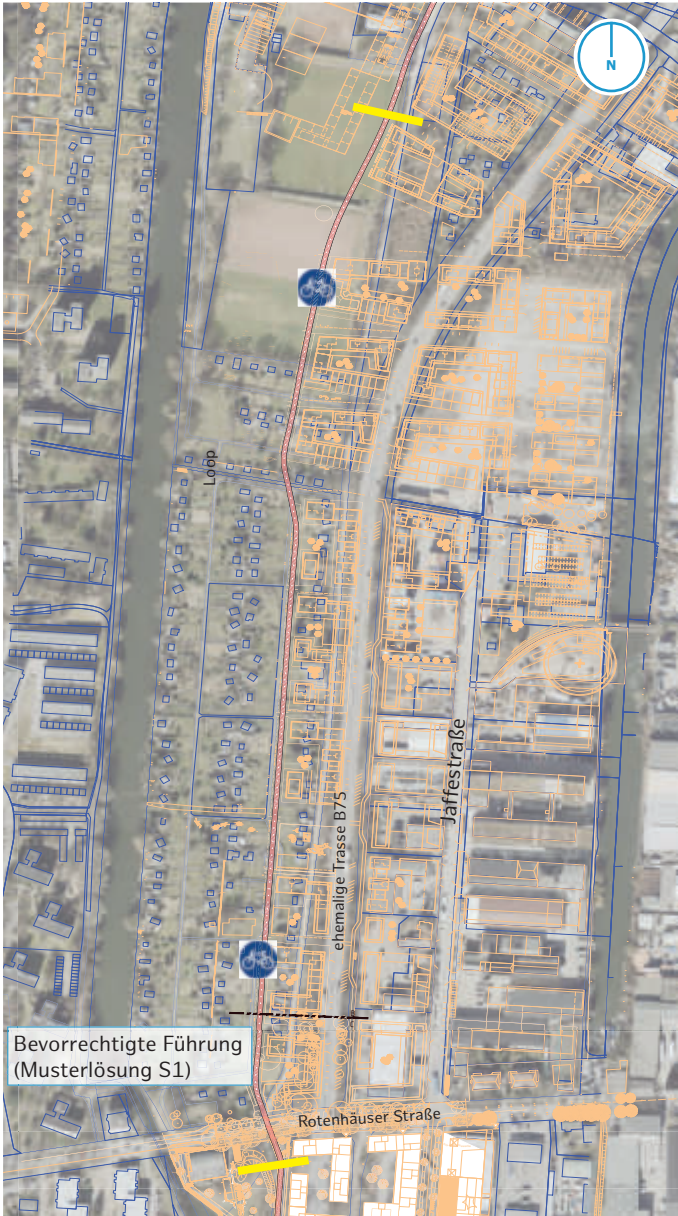 N
Loop
Jaffestraße
ehemalige Trasse B75
Bevorrechtigte Führung
(Musterlösung S1)
Rotenhäuser Straße